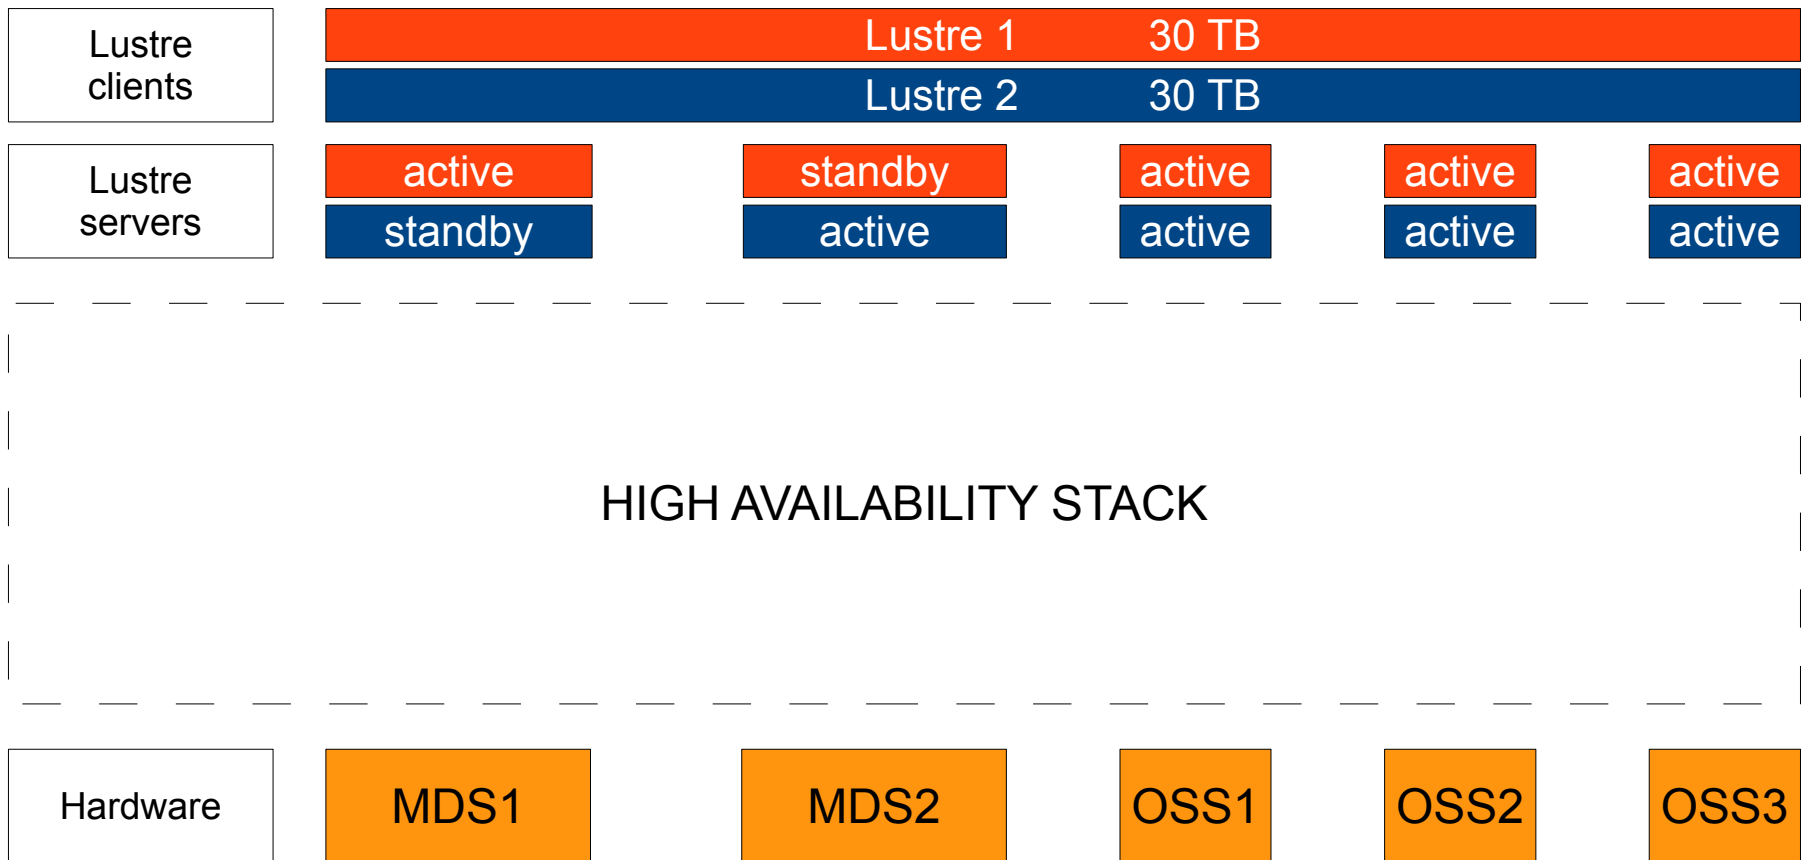 Lustre
clients
Lustre 1 30 TB
Lustre 2 30 TB
Lustre
servers
active standby active active active
standby active active active active
HIGH AVAILABILITY STACK
Hardware MDS1 MDS2 OSS1 OSS2 OSS3